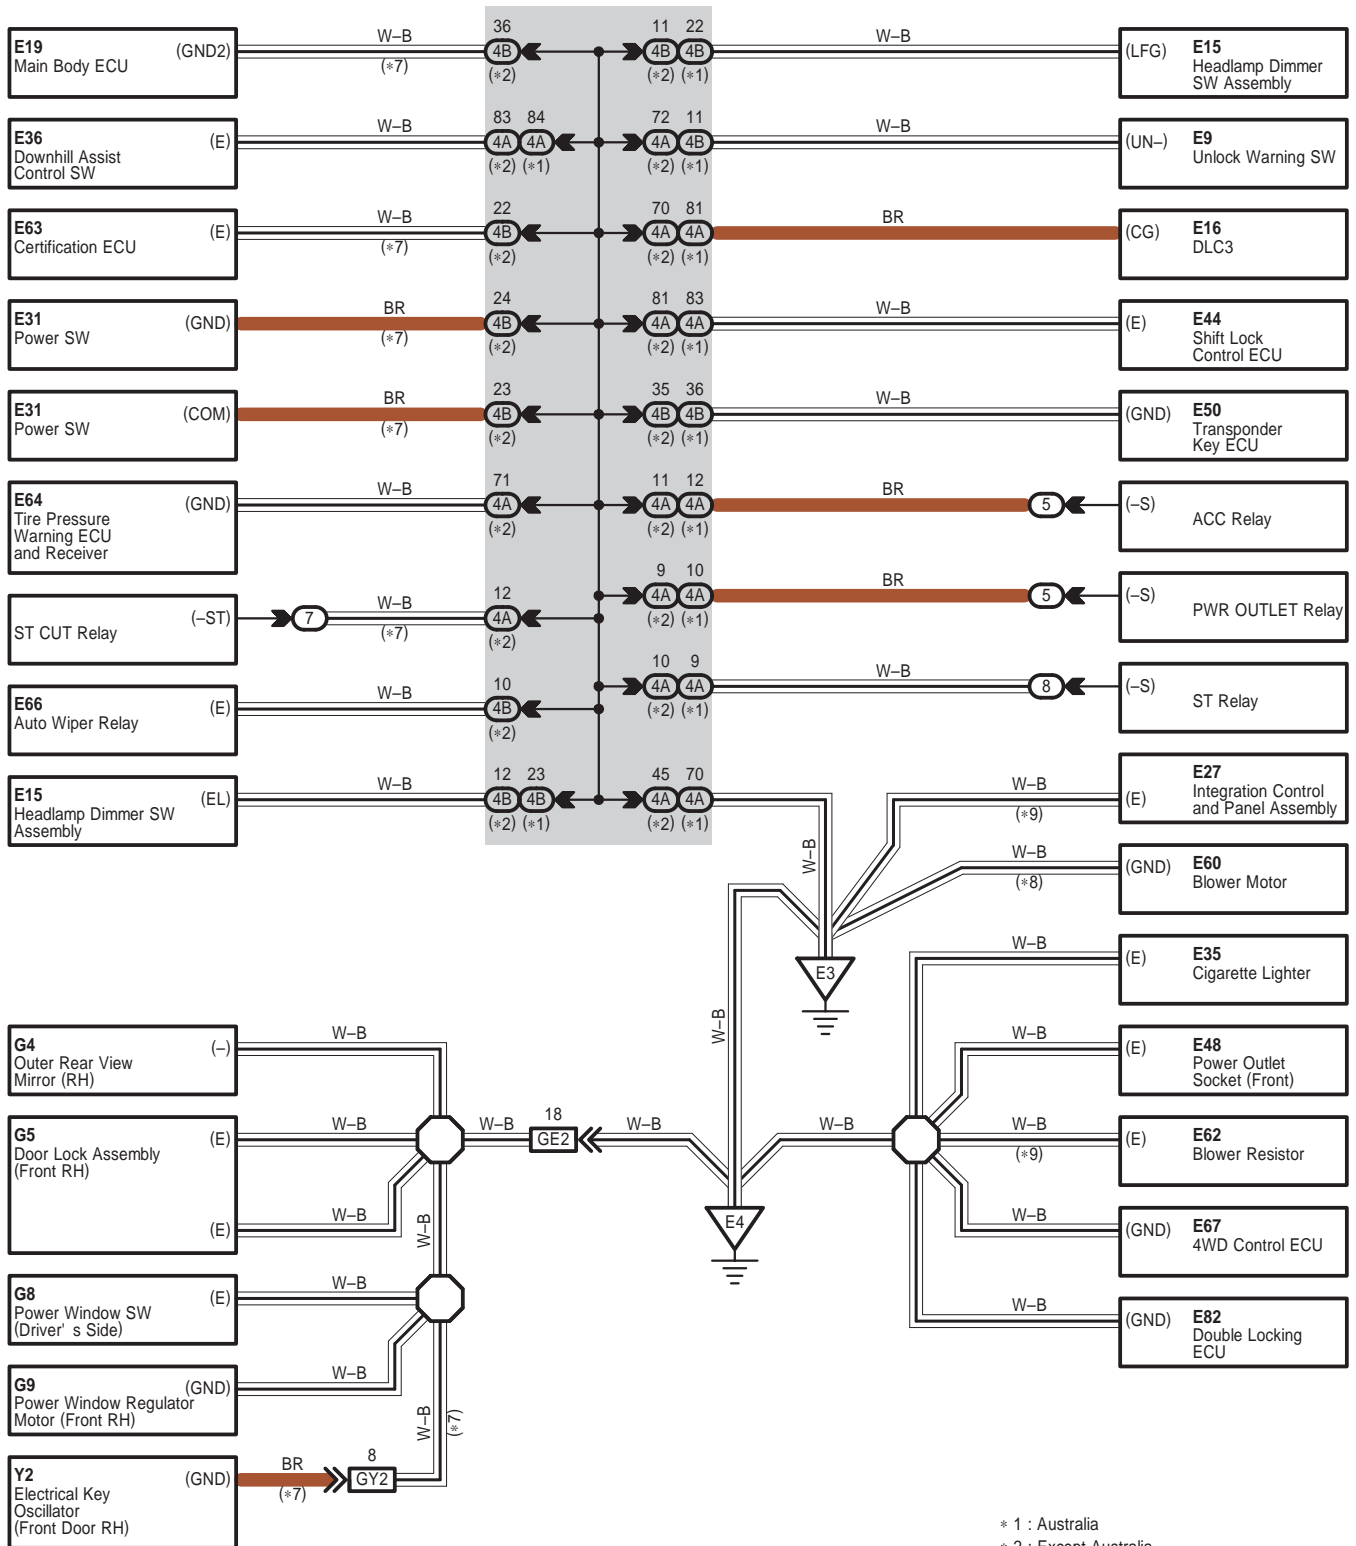 36
11 22
E19
Main Body ECU
(GND2)
W–B
(*7)
4B
(*2)
4B 4B
(*2) (*1)
W–B
(LFG)
E15
Headlamp Dimmer
SW Assembly
83 84
72 11
E36
Downhill Assist
Control SW
(E)
W–B
4A 4A
(*2) (*1)
4A 4B
(*2) (*1)
W–B
(UN–)
E9
Unlock Warning SW
22
70 81
E63
Certification ECU
(E)
W–B
(*7)
4B
(*2)
4A 4A
(*2) (*1)
BR
(CG)
E16
DLC3
24
81 83
E31
Power SW
(GND)
BR
(*7)
4B
(*2)
4A 4A
(*2) (*1)
W–B
(E)
E44
Shift Lock
Control ECU
23
35 36
E31
Power SW
(COM)
BR
(*7)
4B
(*2)
4B 4B
(*2) (*1)
W–B
(GND)
E50
Transponder
Key ECU
71
11 12
E64
Tire Pressure
Warning ECU
and Receiver
(GND)
W–B
4A
(*2)
4A 4A
(*2) (*1)
BR
5
(–S)
ACC Relay
9 10
4A 4A
(*2) (*1)
BR
5
(–S)
PWR OUTLET Relay
ST CUT Relay
(–ST)
7
W–B
(*7)
12
4A
(*2)
10 9
4A 4A
(*2) (*1)
W–B
8
(–S)
ST Relay
E66
Auto Wiper Relay
(E)
W–B
10
4B
(*2)
E15
Headlamp Dimmer SW
Assembly
(EL)
W–B
12 23
4B 4B
(*2) (*1)
45 70
4A 4A
(*2) (*1)
W–B
W–B
(*9)
(E)
E27
Integration Control
and Panel Assembly
W–B
(*8)
(GND)
E60
Blower Motor
E3
W–B
W–B
(E)
E35
Cigarette Lighter
G4
Outer Rear View
Mirror (RH)
(–)
W–B
W–B
(E)
E48
Power Outlet
Socket (Front)
G5
Door Lock Assembly
(Front RH)
(E)
W–B
(E)
W–B
W–B
W–B
18
GE2
W–B
W–B
E4
W–B
(*9)
(E)
E62
Blower Resistor
W–B
(GND)
E67
4WD Control ECU
G8
Power Window SW
(Driver' s Side)
(E)
W–B
W–B
(GND)
E82
Double Locking
ECU
G9
Power Window Regulator
Motor (Front RH)
(GND)
W–B
W–B
(*7)
Y2
Electrical Key
Oscillator
(Front Door RH)
(GND)
BR
(*7)
8
GY2
* 1 : Australia
* 2 : Except Australia